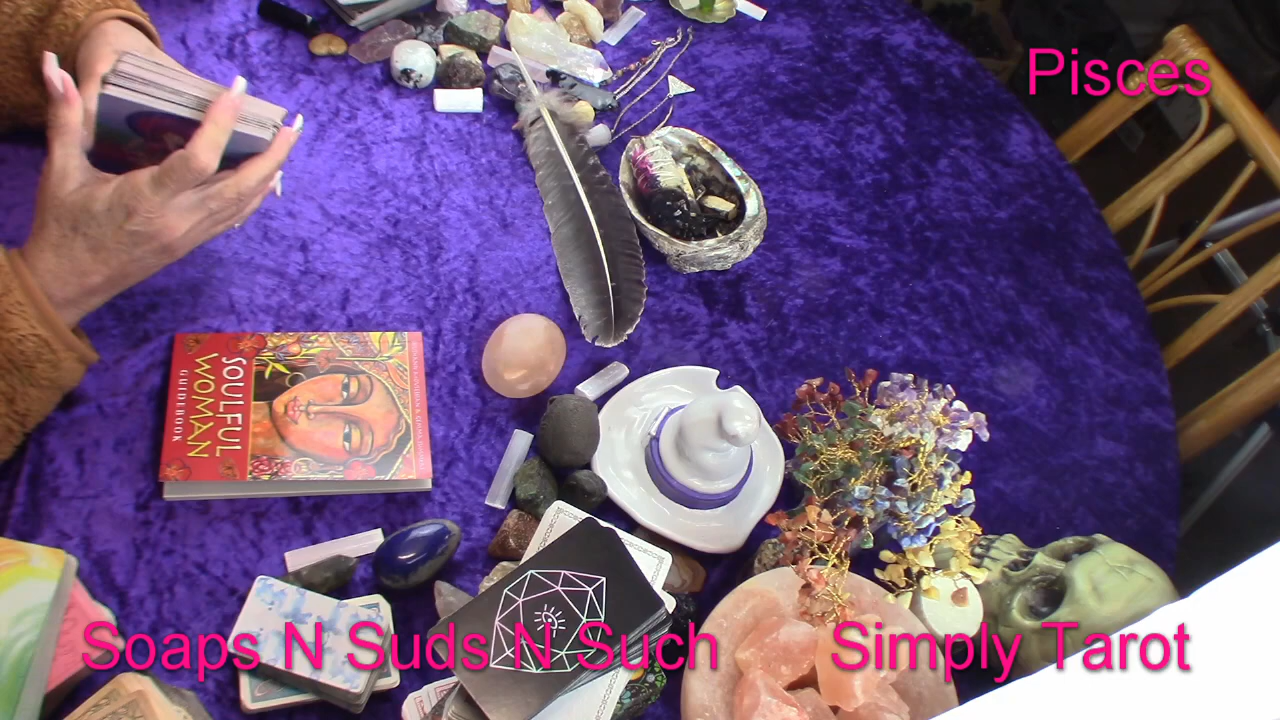 Pisces
SOULFUL
WOMAN
GUIDEBOOK
Soaps N Suds N Such
Simply Tarot